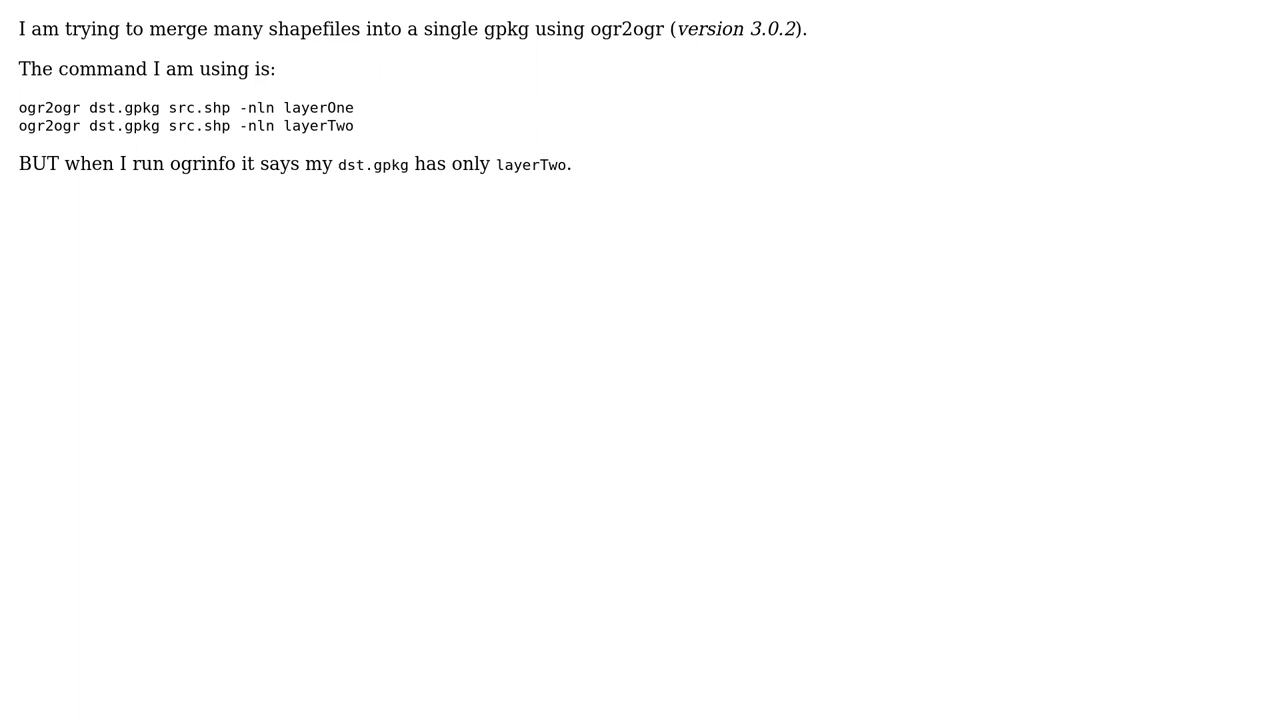 I am trying to merge many shapefiles into a single gpkg using ogr2ogr (version 3.0.2).
The command I am using is:
ogr2ogr dst.gpkg src.shp -nln layerOne
ogr2ogr dst.gpkg src.shp -nln layerTwo
BUT when I run ogrinfo it says my dst.gpkg has only layerTwo.